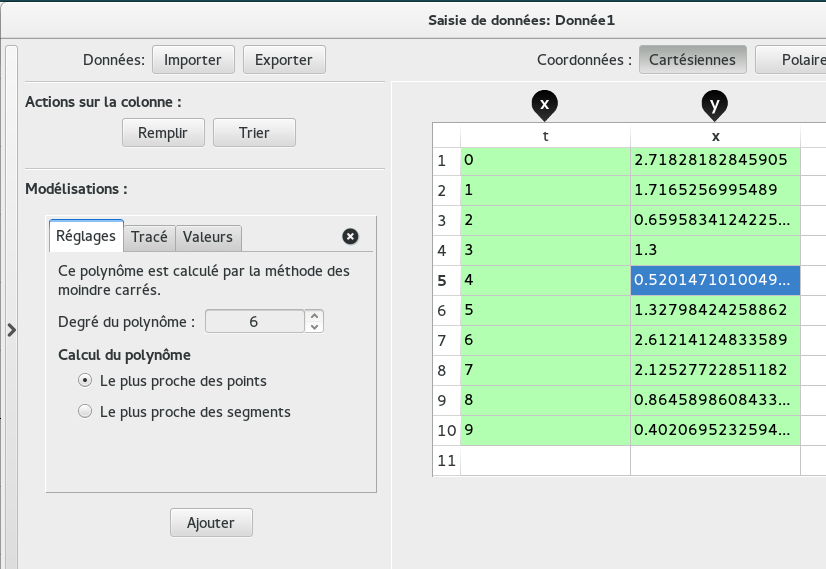 Saisie de données: Donnée1
Données: Importer Exporter
Coordonnées : Cartésiennes Polaire
Actions sur la colonne :
Remplir Trier
Modélisations :
Réglages Tracé Valeurs
Ce polynôme est calculé par la méthode des
moindre carrés.
Degré du polynôme : 6
Calcul du polynôme
Le plus proche des points
Le plus proche des segments
Ajouter
x y
t x
1 0 2.71828182845905
2 1 1.7165256995489
3 2 0.6595834124225...
4 3 1.3
5 4 0.5201471010049...
6 5 1.32798424258862
7 6 2.61214124833589
8 7 2.12527722851182
9 8 0.8645898608433...
10 9 0.4020695232594...
11